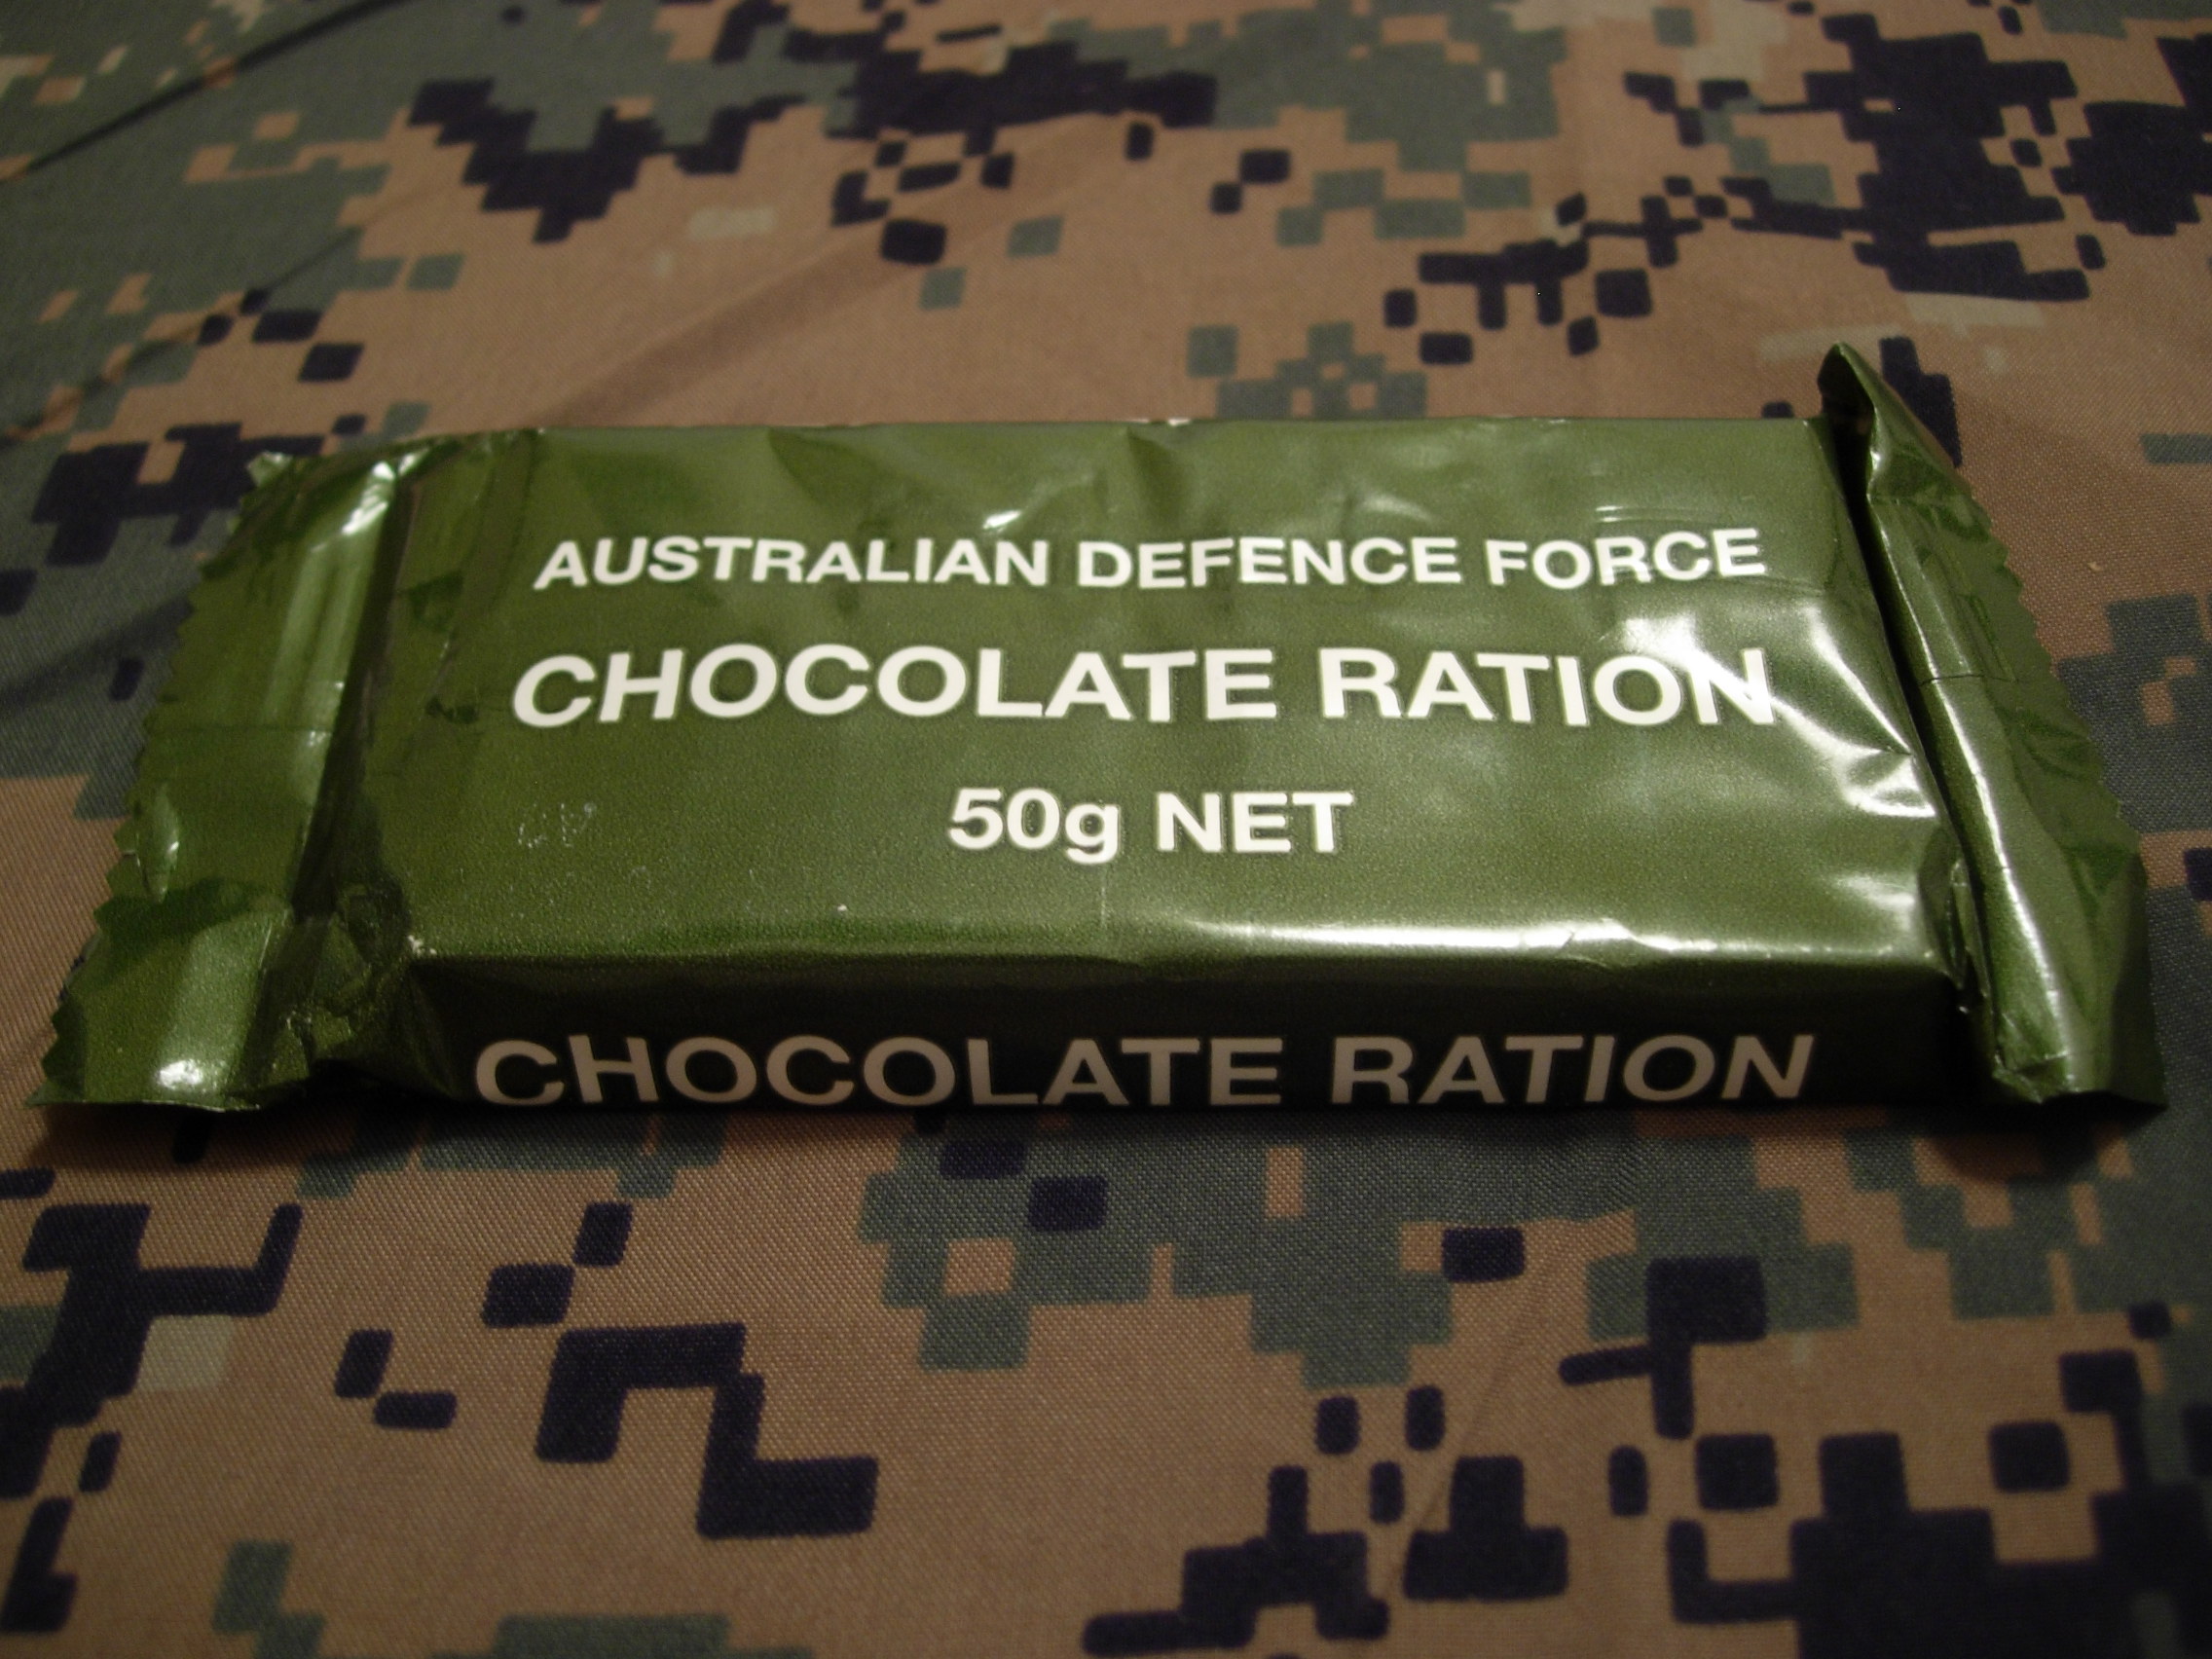 AUSTRALIAN DEFENCE FORCE
CHOCOLATE RATION
50g NET
CHOCOLATE RATION